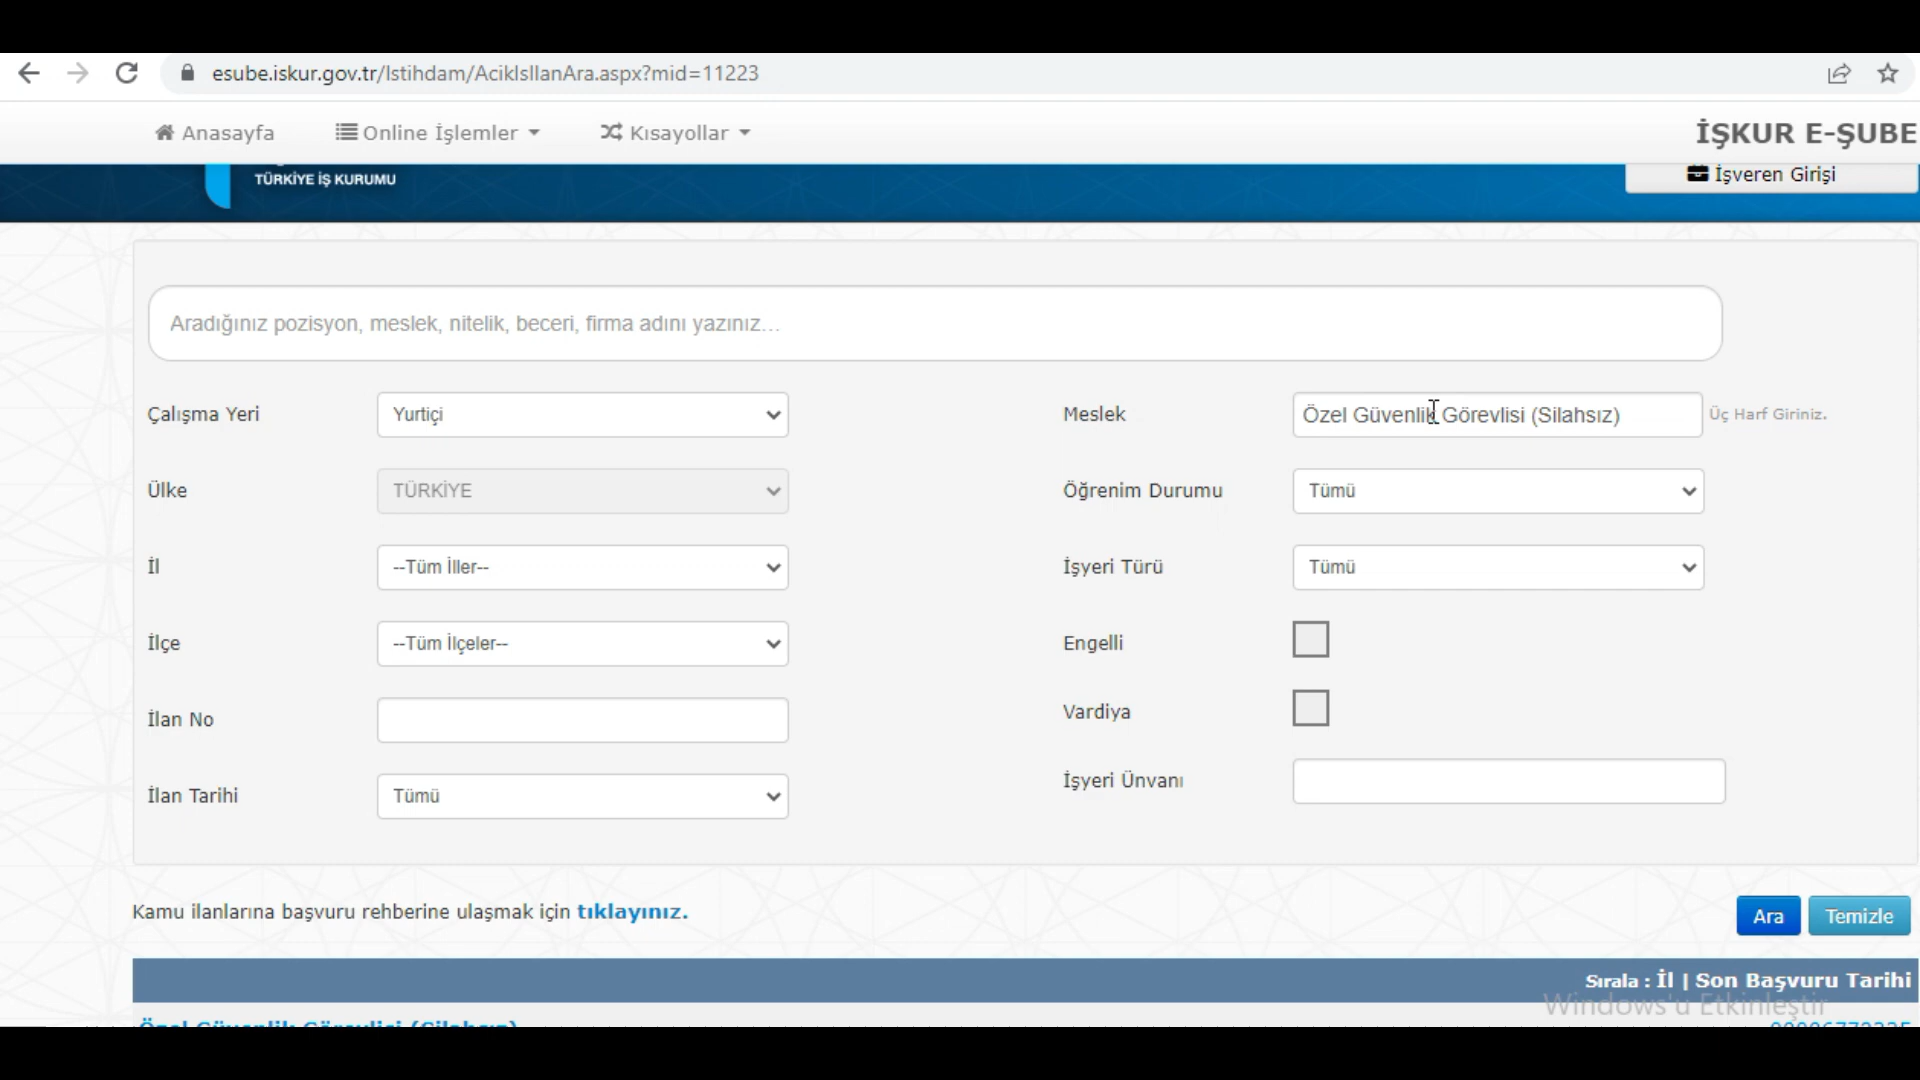 esube.iskur.gov.tr/Istihdam/AcikIsIlanAra.aspx?mid=11223
Anasayfa Online İşlemler Kısayollar İŞKUR E-ŞUBE
TÜRKİYE İŞ KURUMU İşveren Girişi
Aradığınız pozisyon, meslek, nitelik, beceri, firma adını yazınız...
Çalışma Yeri Yurtiçi Meslek Özel Güvenlik Görevlisi (Silahsız) Üç Harf Giriniz.
Ülke TÜRKİYE Öğrenim Durumu Tümü
İl --Tüm İller-- İşyeri Türü Tümü
İlçe --Tüm İlçeler-- Engelli
İlan No Vardiya
İlan Tarihi Tümü İşyeri Ünvanı
Kamu ilanlarına başvuru rehberine ulaşmak için tıklayınız. Ara Temizle
Sırala : İl | Son Başvuru Tarihi
Windows'u Etkinleştir
Özel Güvenlik Görevlisi (Silahsız)